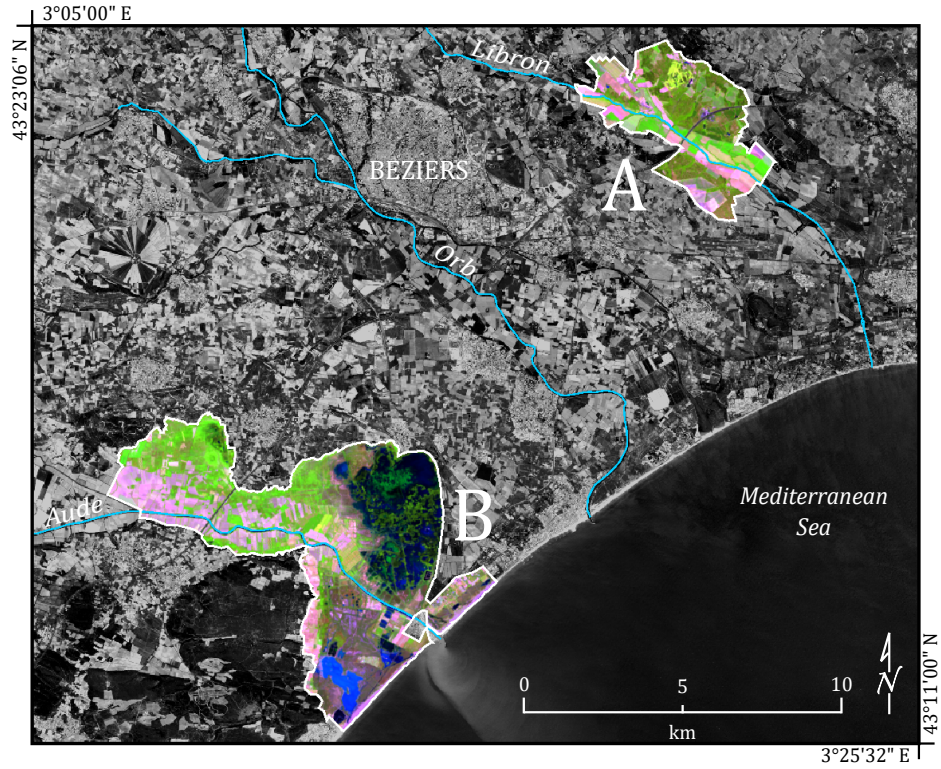 3°05'00" E
43°23'06" N
Libron
BEZIERS
A
Orb
Aude
B
Mediterranean
Sea
N
0 5 10
km
43°11'00" N
3°25'32" E